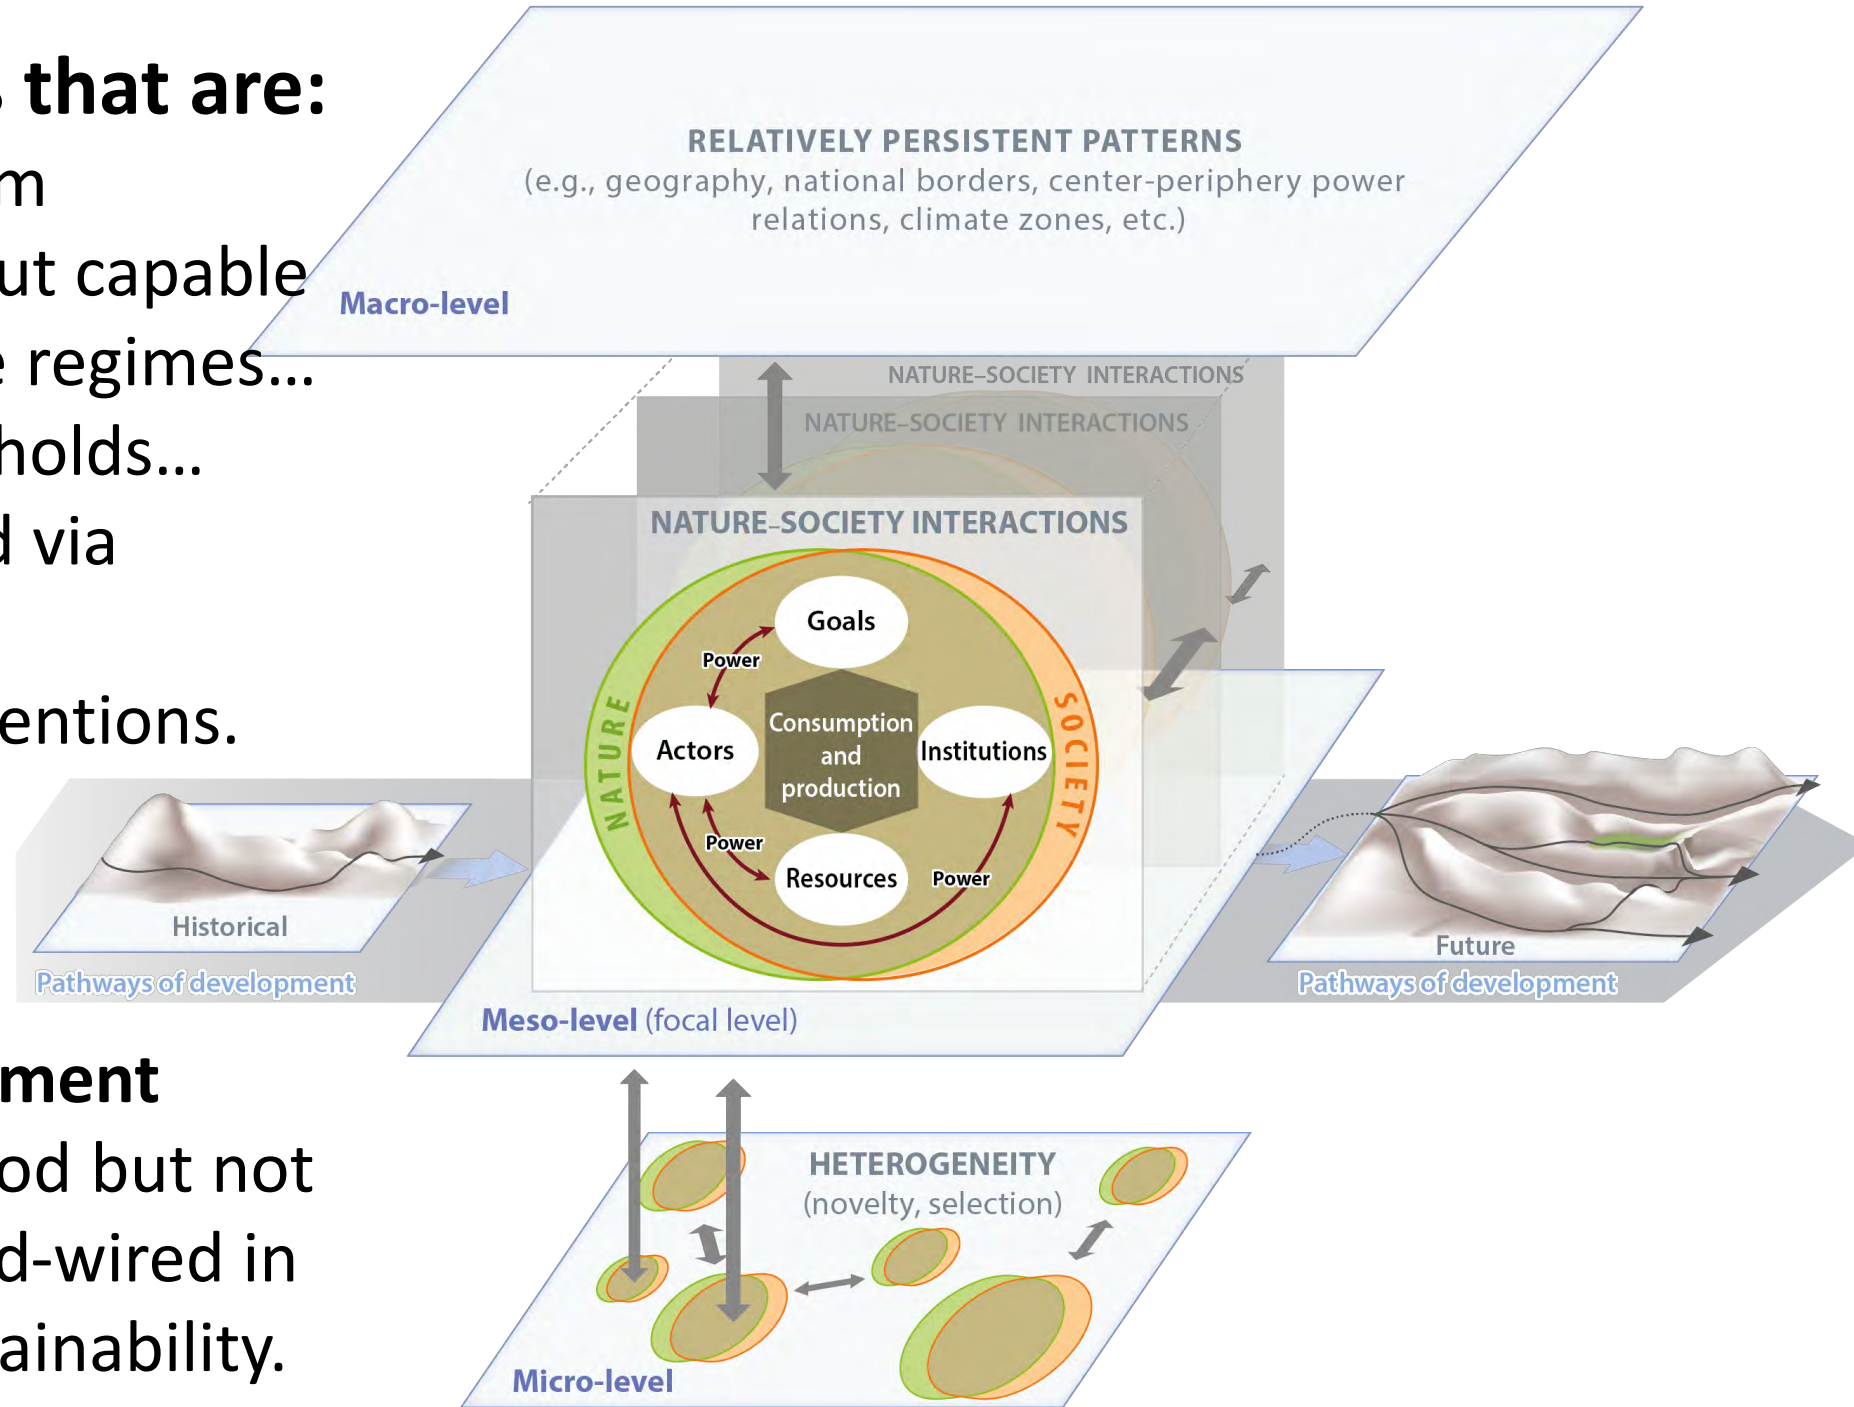 s that are:
m
ut capable
e regimes...
holds...
d via
entions.
ment
od but not
d-wired in
ainability.
RELATIVELY PERSISTENT PATTERNS
(e.g., geography, national borders, center-periphery power
relations, climate zones, etc.)
Macro-level
NATURE–SOCIETY INTERACTIONS
NATURE–SOCIETY INTERACTIONS
NATURE–SOCIETY INTERACTIONS
Goals
Power
NATURE
SOCIETY
Actors
Consumption
and
production
Institutions
Power
Resources
Power
Historical
Pathways of development
Future
Pathways of development
Meso-level (focal level)
HETEROGENEITY
(novelty, selection)
Micro-level